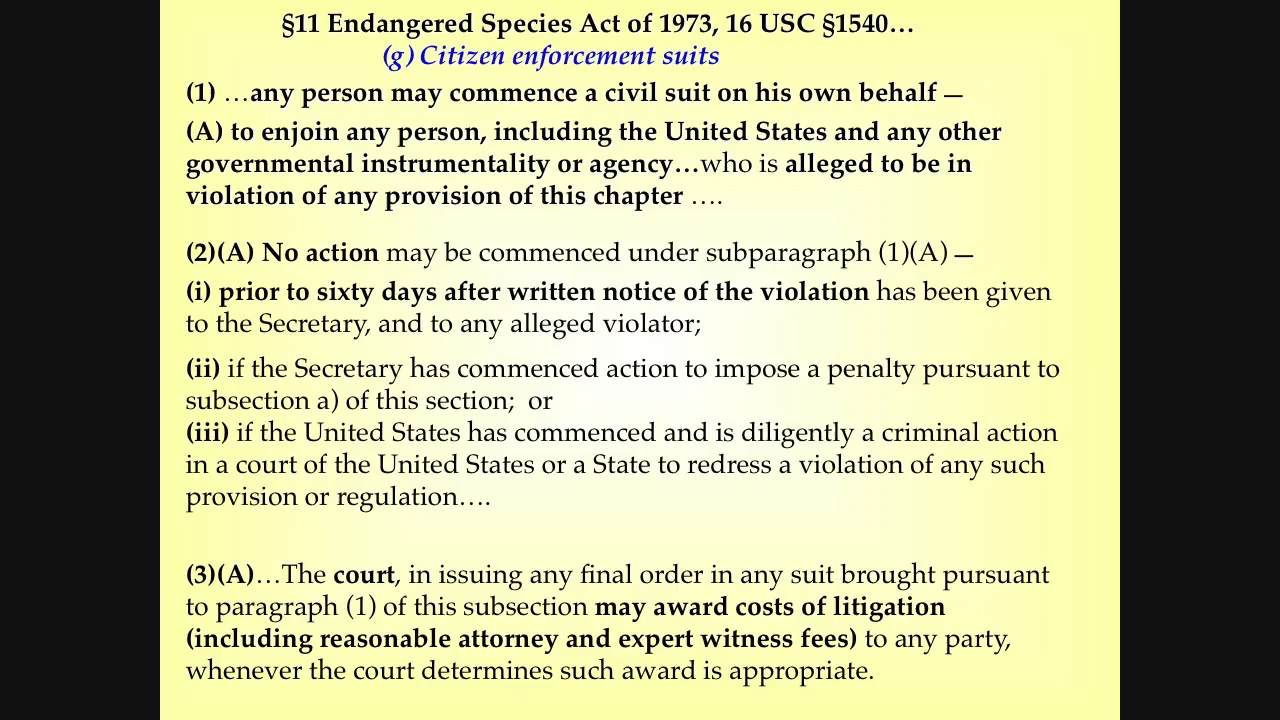 §11 Endangered Species Act of 1973, 16 USC §1540…
(g) Citizen enforcement suits
(1) …any person may commence a civil suit on his own behalf —
(A) to enjoin any person, including the United States and any other
governmental instrumentality or agency…who is alleged to be in
violation of any provision of this chapter ….
(2)(A) No action may be commenced under subparagraph (1)(A) —
(i) prior to sixty days after written notice of the violation has been given
to the Secretary, and to any alleged violator;
(ii) if the Secretary has commenced action to impose a penalty pursuant to
subsection a) of this section;  or
(iii) if the United States has commenced and is diligently a criminal action
in a court of the United States or a State to redress a violation of any such
provision or regulation….
(3)(A)…The court, in issuing any final order in any suit brought pursuant
to paragraph (1) of this subsection may award costs of litigation
(including reasonable attorney and expert witness fees) to any party,
whenever the court determines such award is appropriate.